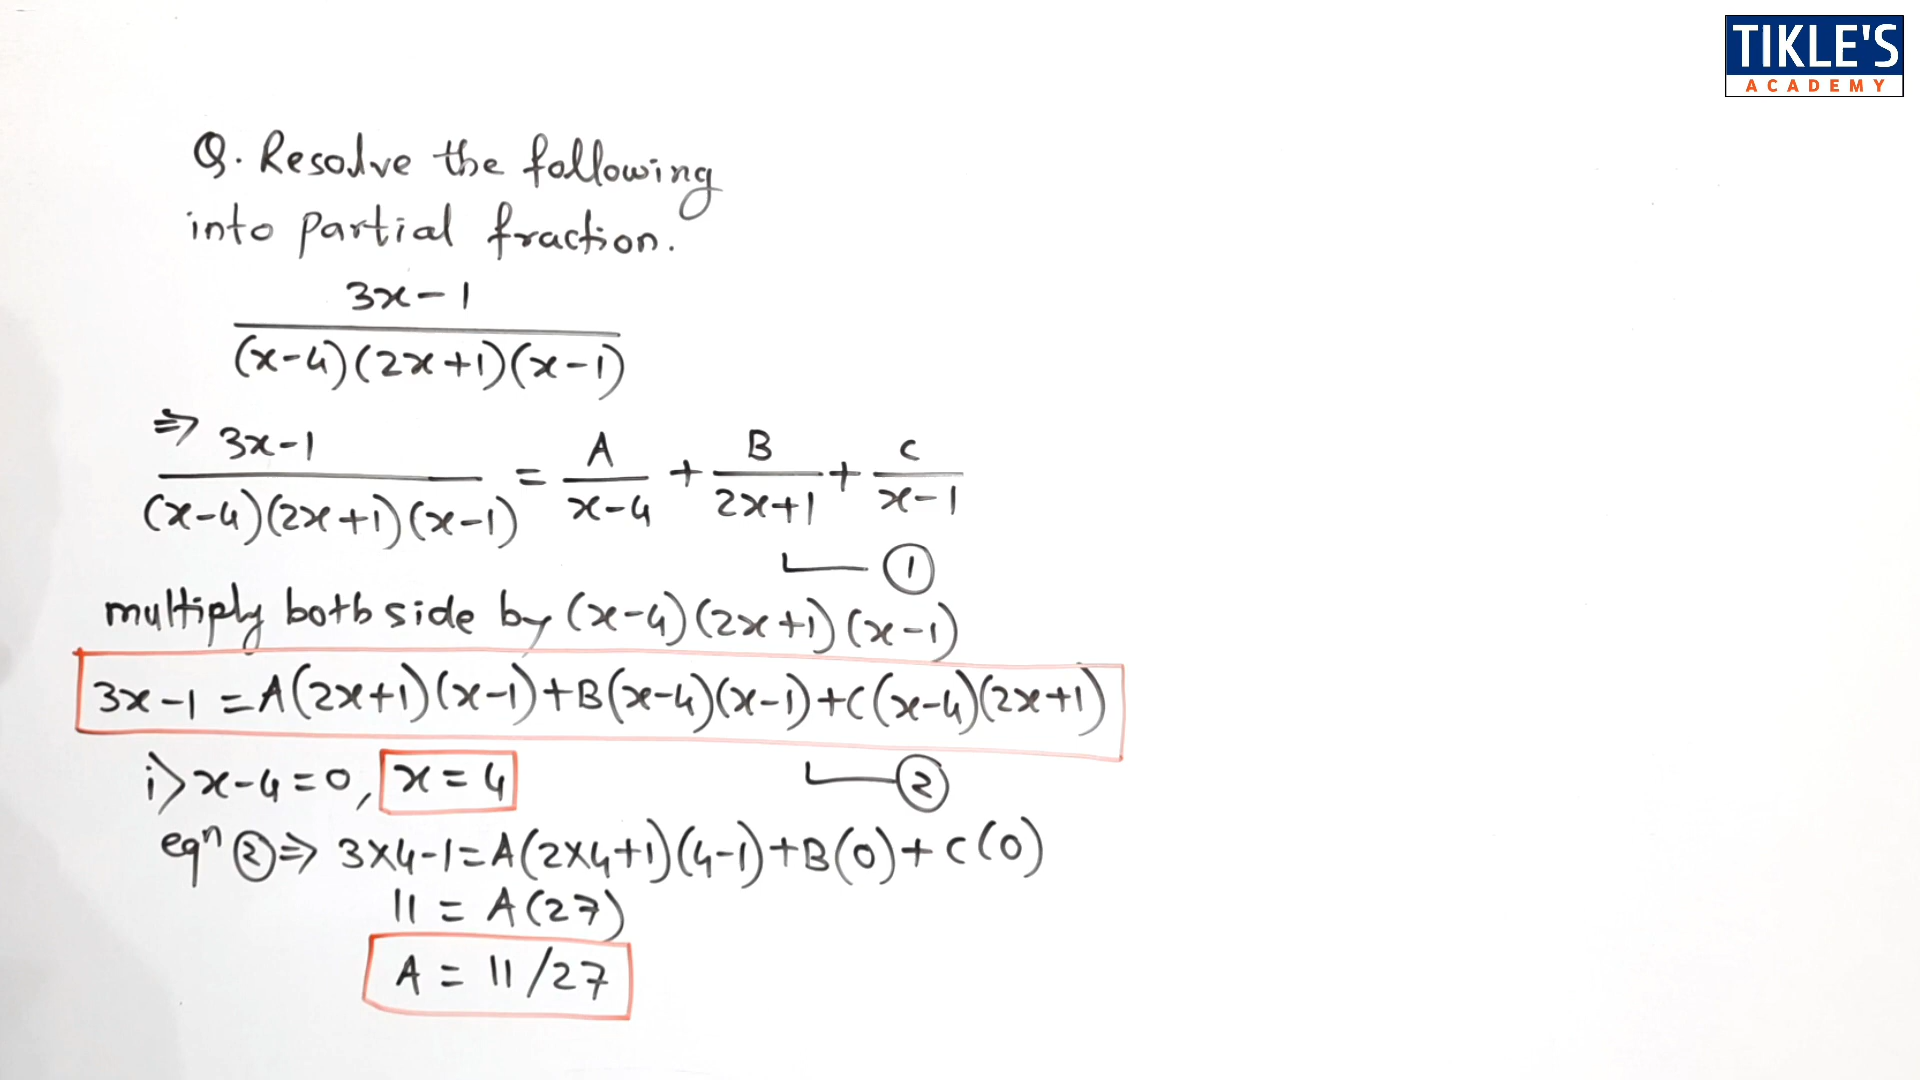 TIKLE'S
ACADEMY
Q. Resolve the following
into partial fraction.
3x-1
(x-4)(2x+1)(x-1)
⇒ 3x-1 / (x-4)(2x+1)(x-1) = A / x-4 + B / 2x+1 + C / x-1
①
multiply both side by (x-4)(2x+1)(x-1)
3x-1 = A(2x+1)(x-1)+B(x-4)(x-1)+C(x-4)(2x+1)
i> x-4=0, x=4
②
eqⁿ ②⇒ 3×4-1=A(2×4+1)(4-1)+B(0)+C(0)
11 = A(27)
A = 11/27